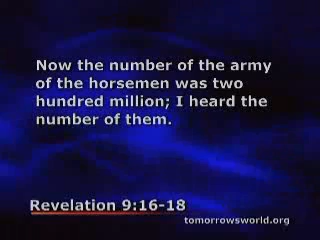 Now the number of the army
of the horsemen was two
hundred million; I heard the
number of them.
Revelation 9:16-18
tomorrowsworld.org